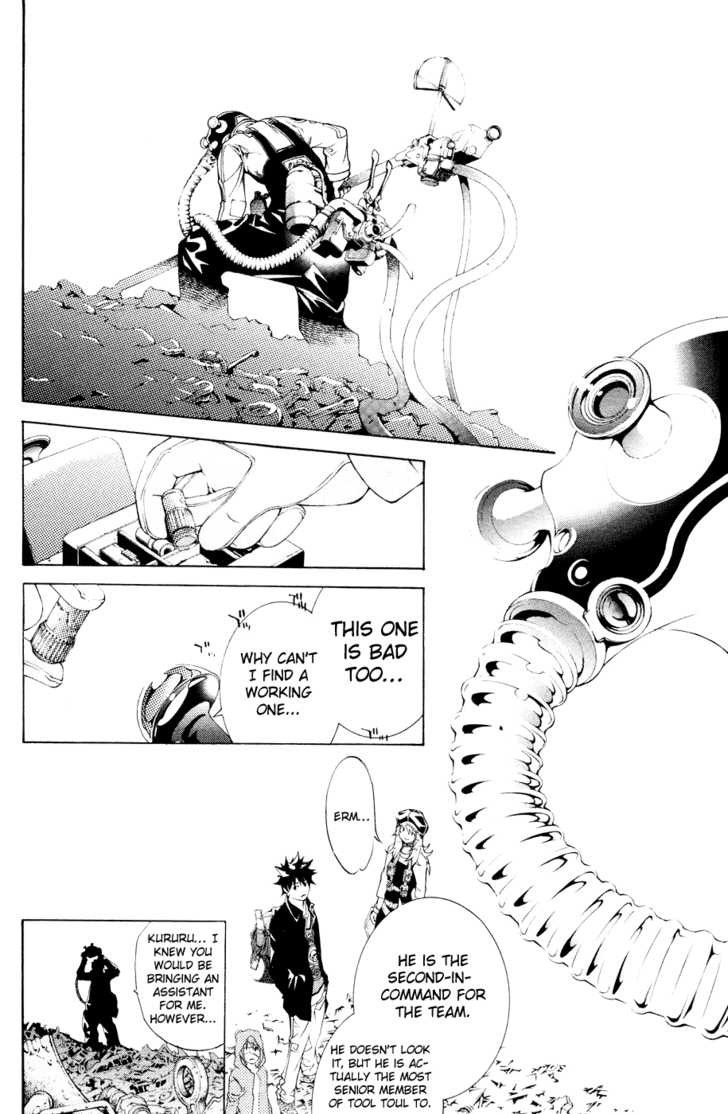 THIS ONE
IS BAD
TOO...
WHY CAN'T
I FIND A
WORKING
ONE...
ERM...
HE IS THE
SECOND-IN-
COMMAND FOR
THE TEAM.
HE DOESN'T LOOK
IT, BUT HE IS AC-
TUALLY THE MOST
SENIOR MEMBER
OF TOOL TOUL TO.
KURURU... I
KNEW YOU
WOULD BE
BRINGING AN
ASSISTANT
FOR ME.
HOWEVER...